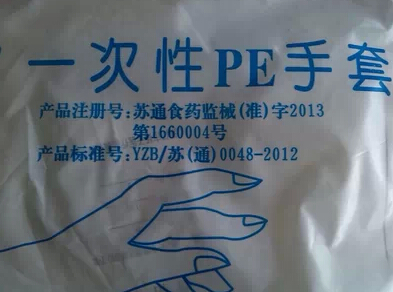 一次性PE手套
产品注册号:苏通食药监械(准)字2013
第1660004号
产品标准号:YZB/苏(通)0048-2012